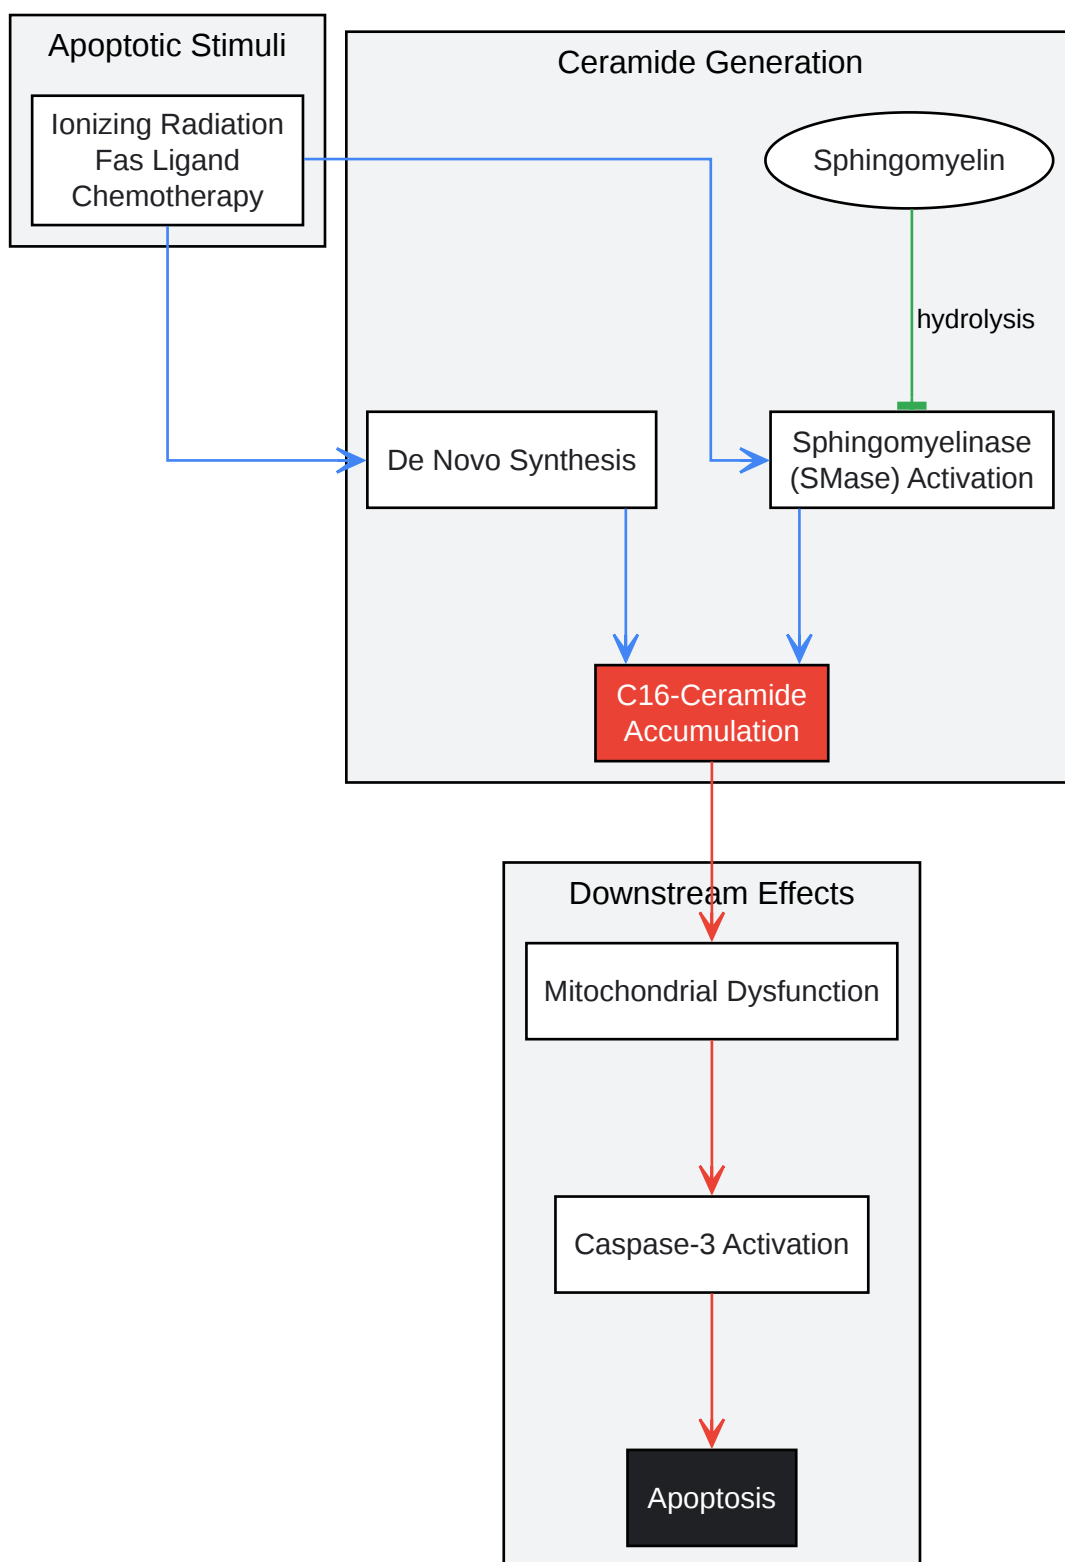 Apoptotic Stimuli
Ionizing Radiation
Fas Ligand
Chemotherapy
Ceramide Generation
Sphingomyelin
hydrolysis
De Novo Synthesis
Sphingomyelinase
(SMase) Activation
C16-Ceramide
Accumulation
Downstream Effects
Mitochondrial Dysfunction
Caspase-3 Activation
Apoptosis